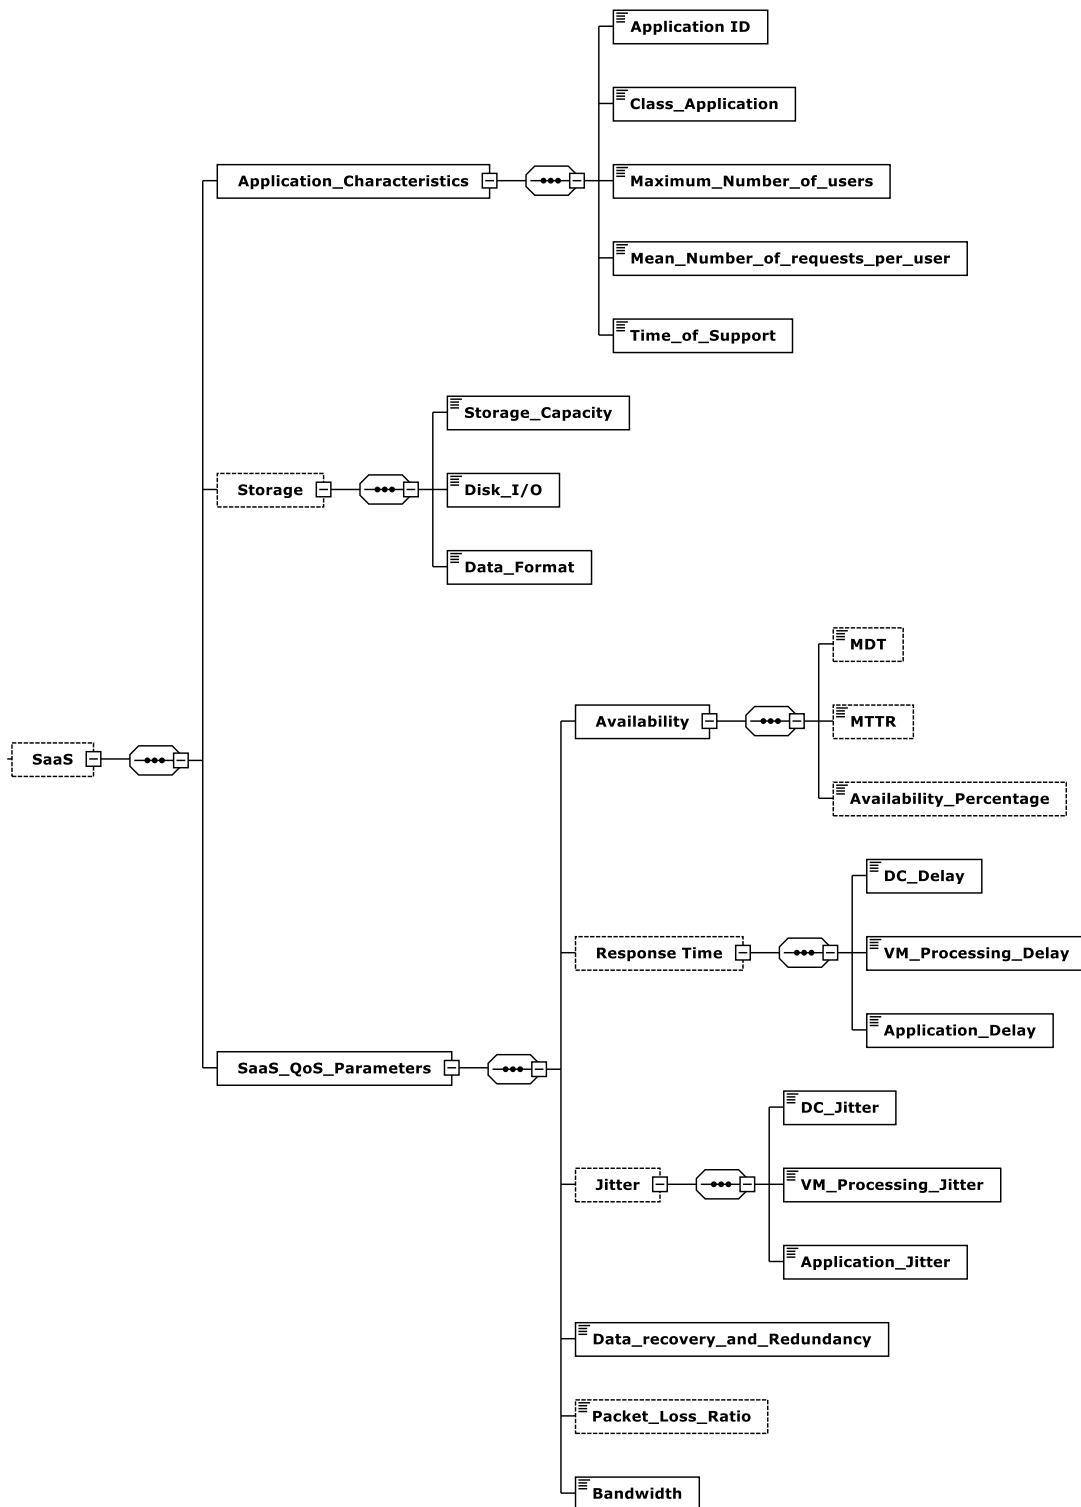 Application ID
Class_Application
Application_Characteristics
Maximum_Number_of_users
Mean_Number_of_requests_per_user
Time_of_Support
Storage_Capacity
Storage
Disk_I/O
Data_Format
MDT
Availability
MTTR
SaaS
Availability_Percentage
DC_Delay
Response Time
VM_Processing_Delay
Application_Delay
SaaS_QoS_Parameters
DC_Jitter
Jitter
VM_Processing_Jitter
Application_Jitter
Data_recovery_and_Redundancy
Packet_Loss_Ratio
Bandwidth